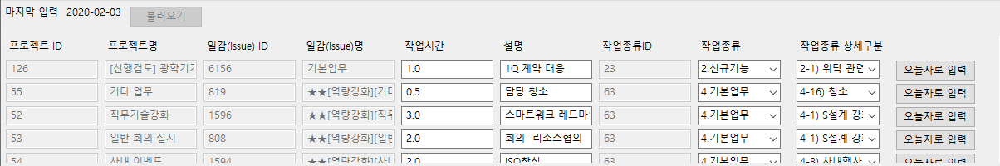 마지막 입력 2020-02-03 불러오기
프로젝트 ID 프로젝트명 일감(Issue) ID 일감(Issue)명 작업시간 설명 작업종류ID 작업종류 작업종류 상세구분
126 [선행검토] 광학기기 6156 기본업무 1.0 1Q 계약 대응 23 2.신규기능 2-1) 위탁 관련 오늘자로 입력
55 기타 업무 819 ★★[역량강화][기타 0.5 담당 청소 63 4.기본업무 4-16) 청소 오늘자로 입력
52 직무기술강화 1596 ★★[역량강화][직무 3.0 스마트워크 레드마 63 4.기본업무 4-1) S설계 강 오늘자로 입력
53 일반 회의 실시 808 ★★[역량강화][일반 2.0 회의- 리소스협의 63 4.기본업무 4-1) S설계 강 오늘자로 입력
54 사내 이벤트 1594 ★★[역량강화][사 2.0 63 4.기본업무 4-8) 사내행사 오늘자로 입력